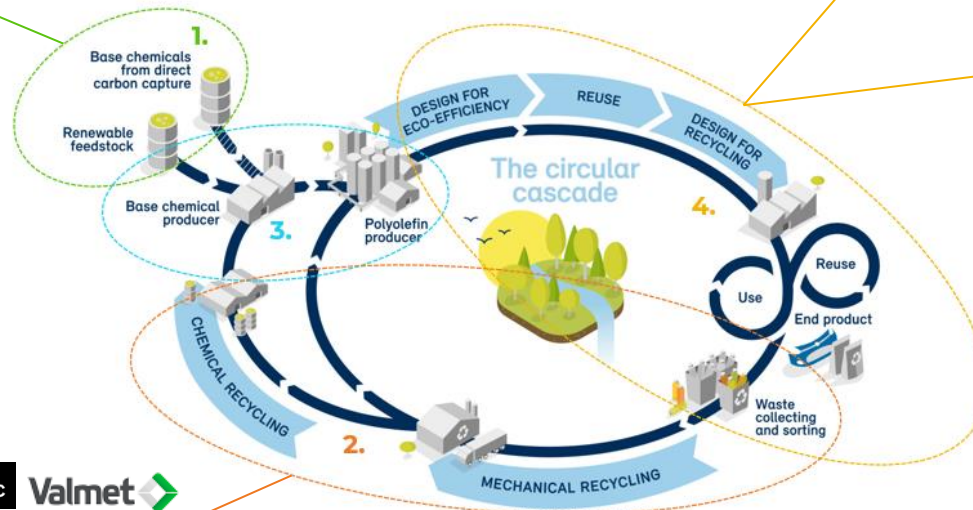 1.
Base chemicals
from direct
carbon capture
Renewable
feedstock
Base chemical
producer
3.
Polyolefin
producer
DESIGN FOR
ECO-EFFICIENCY
REUSE
DESIGN FOR
RECYCLING
The circular
cascade
4.
Use
Reuse
End product
Waste
collecting
and sorting
CHEMICAL RECYCLING
2.
MECHANICAL RECYCLING
C
Valmet